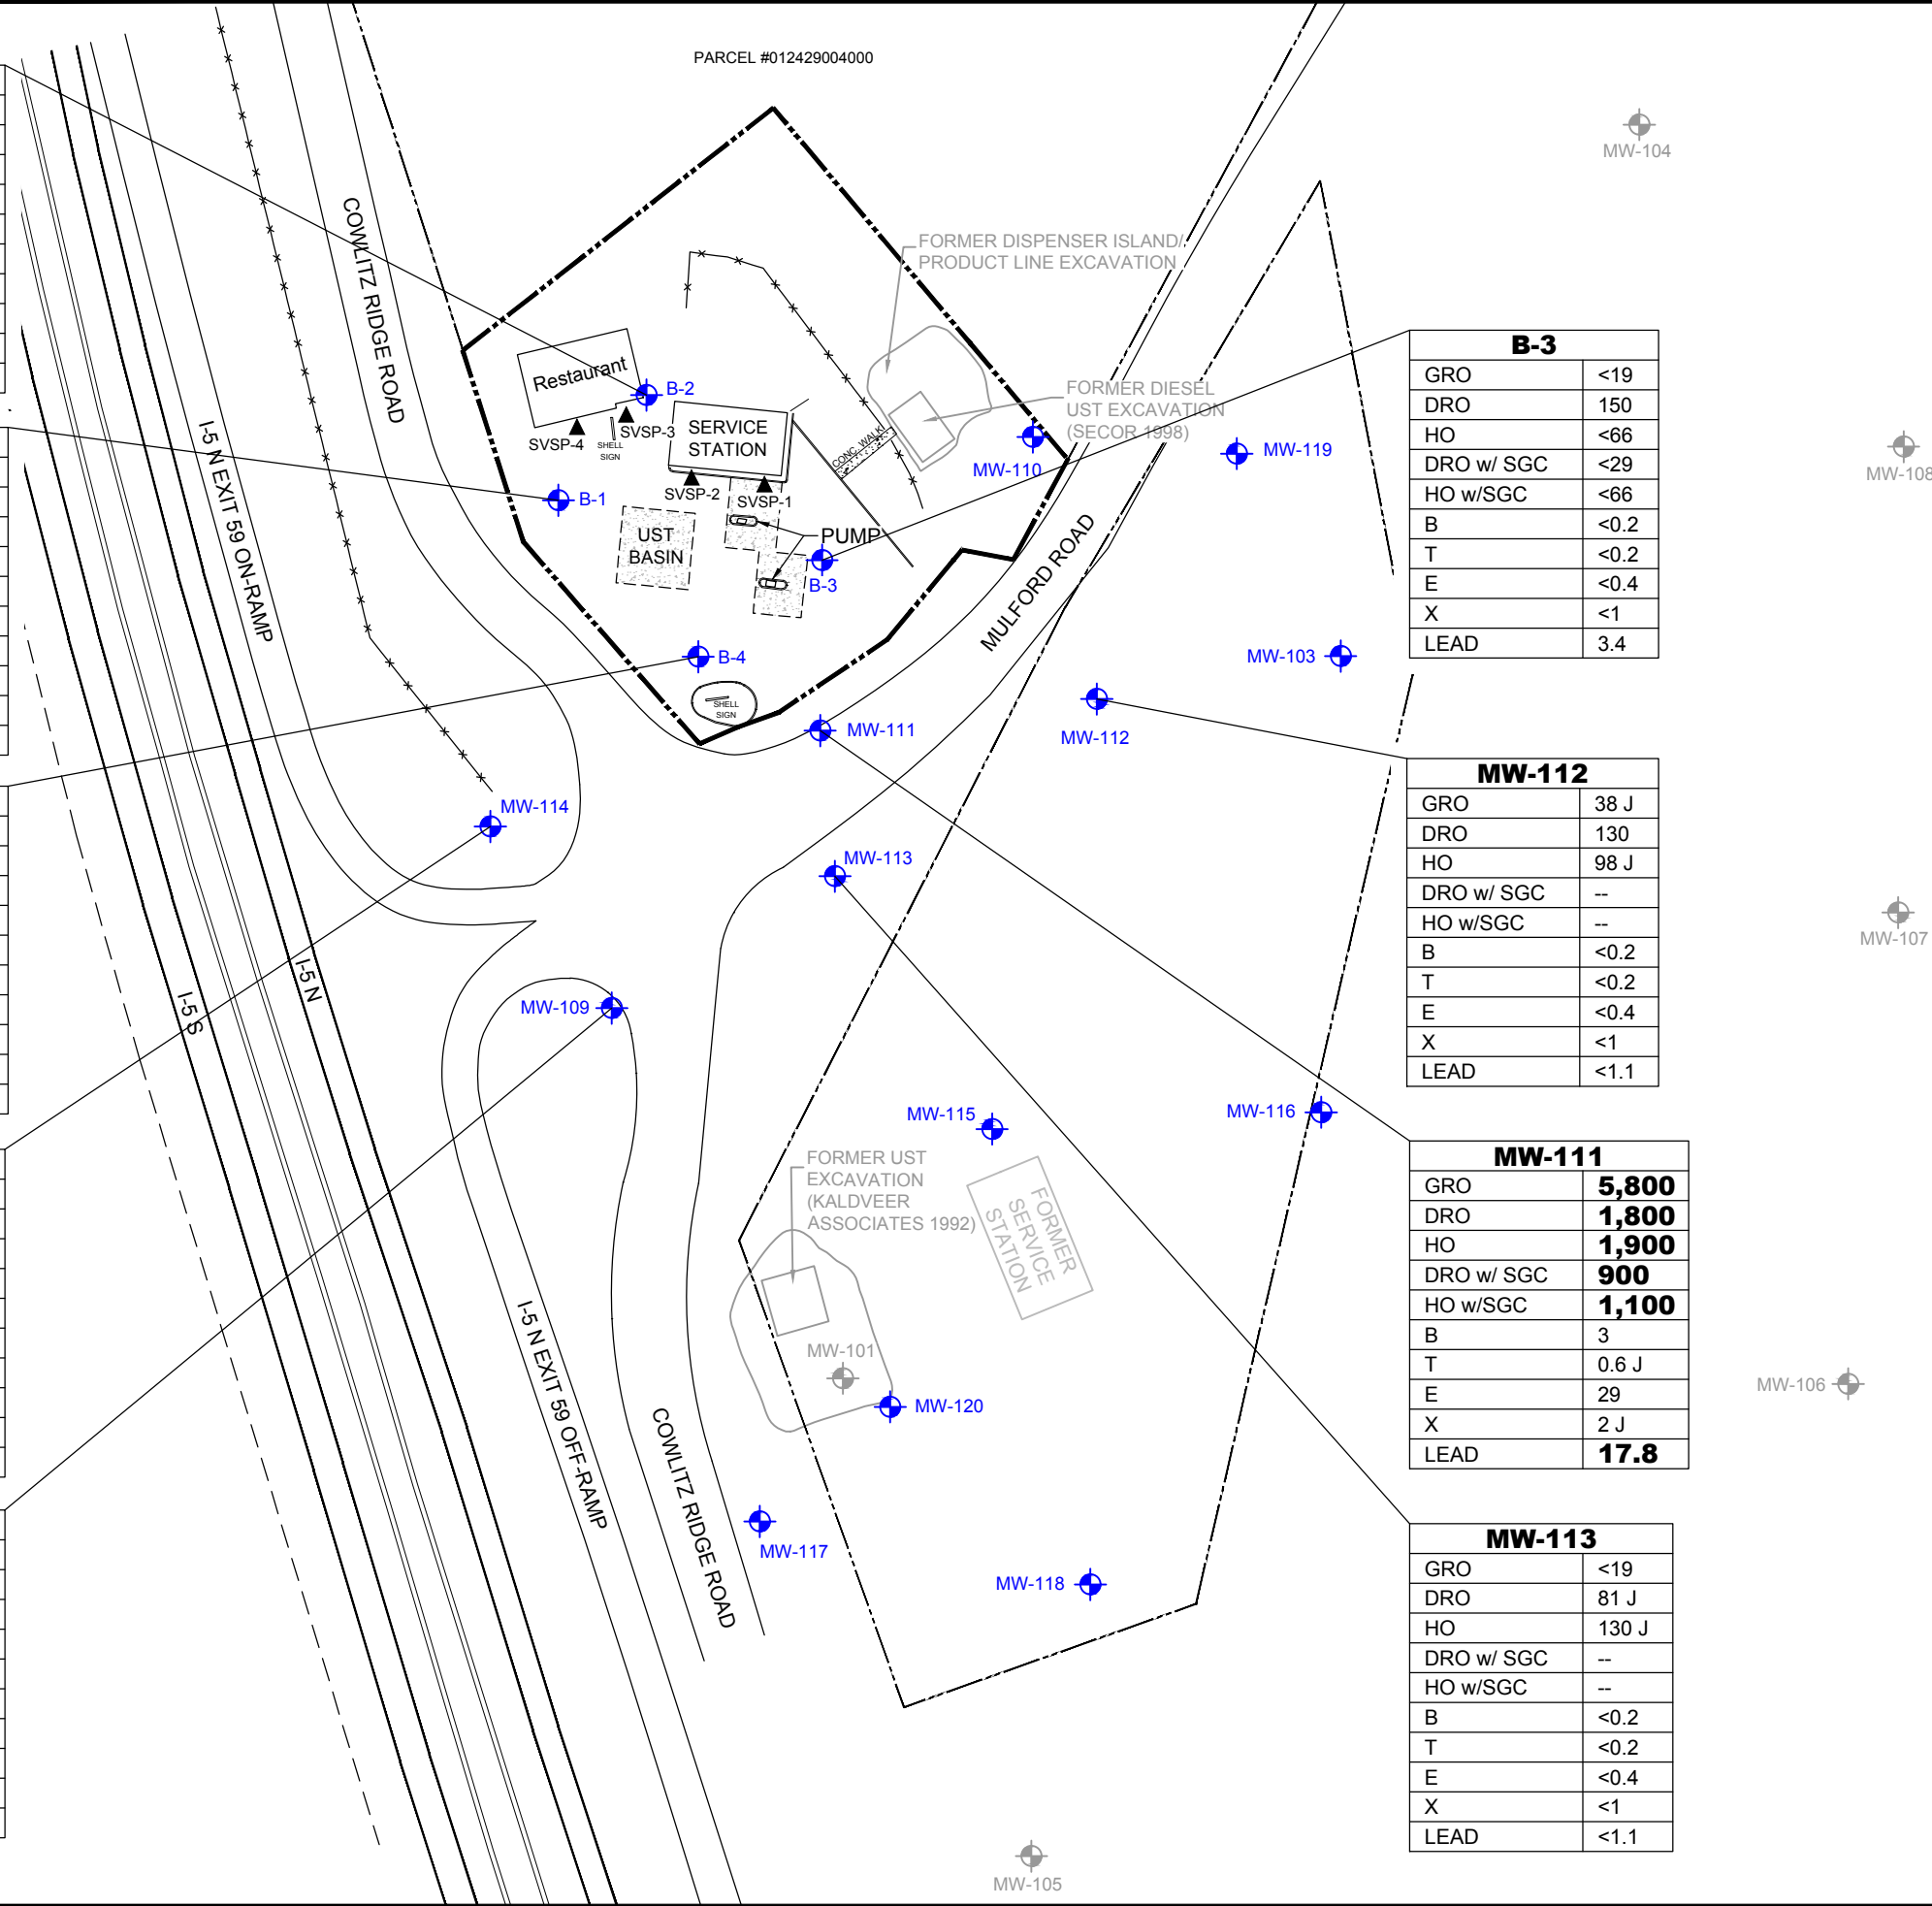 PARCEL #012429004000
MW-104
COWLITZ RIDGE ROAD
FORMER DISPENSER ISLAND/
PRODUCT LINE EXCAVATION
Restaurant
B-2
SERVICE
STATION
SVSP-4
SVSP-3
SHELL
SIGN
CONC. WALK
FORMER DIESEL
UST EXCAVATION
(SECOR 1998)
MW-110
MW-119
MW-108
I-5 N EXIT 59 ON-RAMP
B-1
SVSP-2
SVSP-1
UST
BASIN
PUMP
B-3
MULFORD ROAD
B-4
SHELL
SIGN
MW-103
MW-111
MW-112
MW-114
MW-113
MW-107
I-5 S
I-5 N
MW-109
MW-115
MW-116
FORMER UST
EXCAVATION
(KALDVEER
ASSOCIATES 1992)
FORMER
SERVICE
STATION
I-5 N EXIT 59 OFF-RAMP
COWLITZ RIDGE ROAD
MW-101
MW-120
MW-106
MW-117
MW-118
MW-105
B-3
GRO <19
DRO 150
HO <66
DRO w/ SGC <29
HO w/SGC <66
B <0.2
T <0.2
E <0.4
X <1
LEAD 3.4
MW-112
GRO 38 J
DRO 130
HO 98 J
DRO w/ SGC --
HO w/SGC --
B <0.2
T <0.2
E <0.4
X <1
LEAD <1.1
MW-111
GRO 5,800
DRO 1,800
HO 1,900
DRO w/ SGC 900
HO w/SGC 1,100
B 3
T 0.6 J
E 29
X 2 J
LEAD 17.8
MW-113
GRO <19
DRO 81 J
HO 130 J
DRO w/ SGC --
HO w/SGC --
B <0.2
T <0.2
E <0.4
X <1
LEAD <1.1